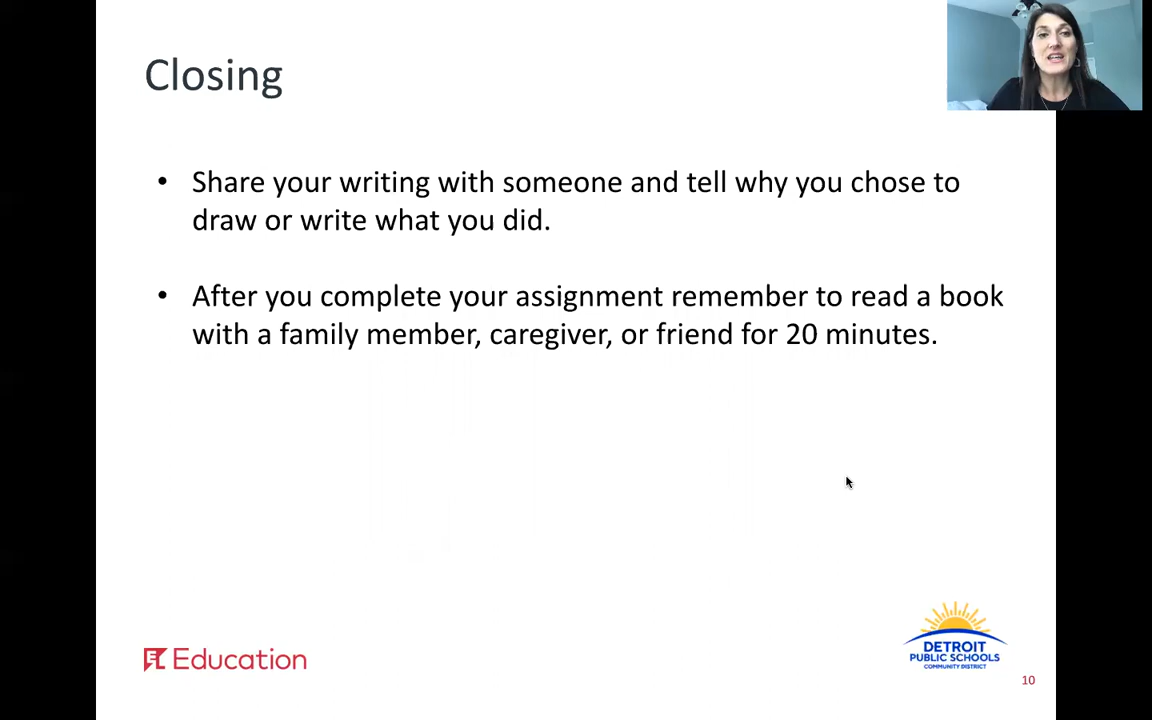 Closing
• Share your writing with someone and tell why you chose to
draw or write what you did.
• After you complete your assignment remember to read a book
with a family member, caregiver, or friend for 20 minutes.
EL Education
DETROIT
PUBLIC SCHOOLS
COMMUNITY DISTRICT
10